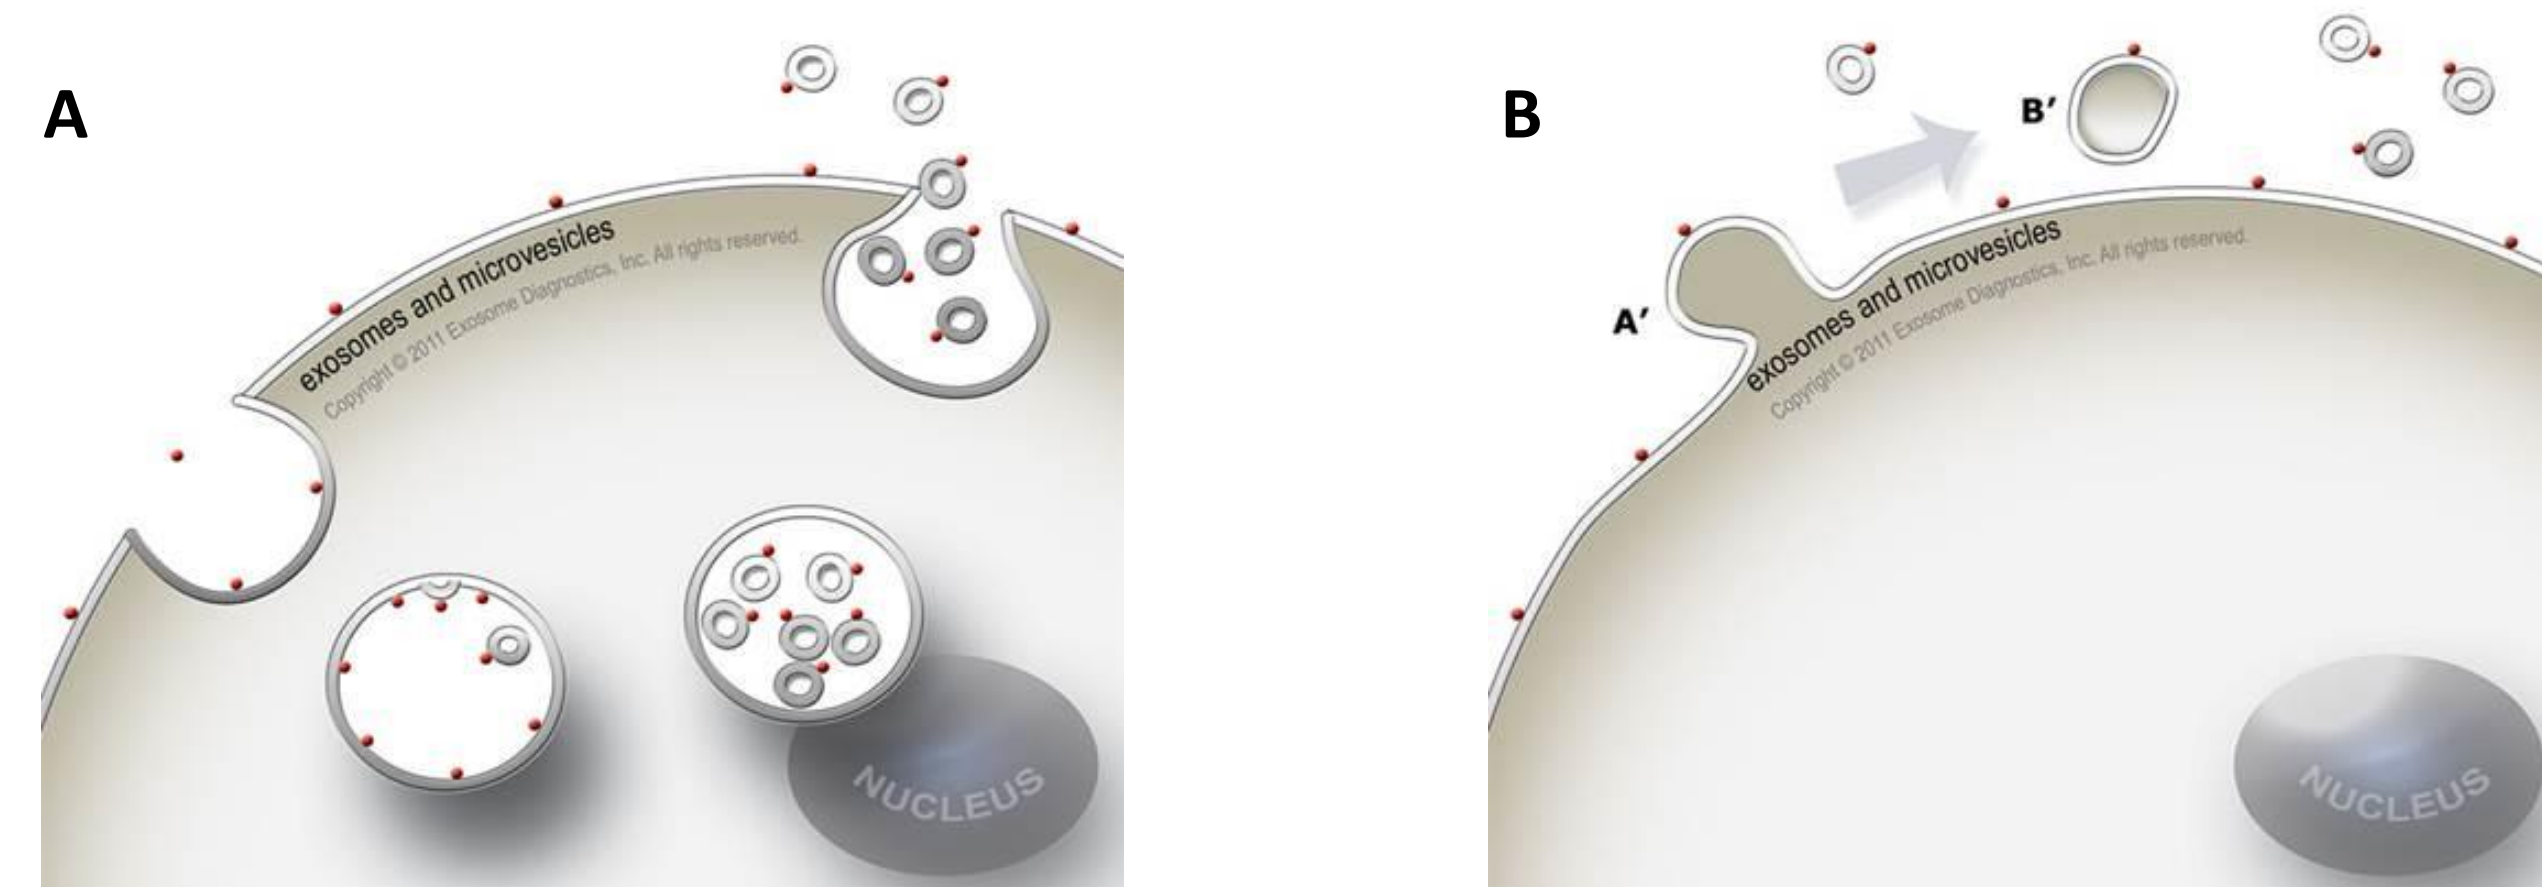 A
exosomes and microvesicles
Copyright © 2011 Exosome Diagnostics, Inc. All rights reserved.
NUCLEUS
B
B′
A′
exosomes and microvesicles
Copyright © 2011 Exosome Diagnostics, Inc. All rights reserved.
NUCLEUS